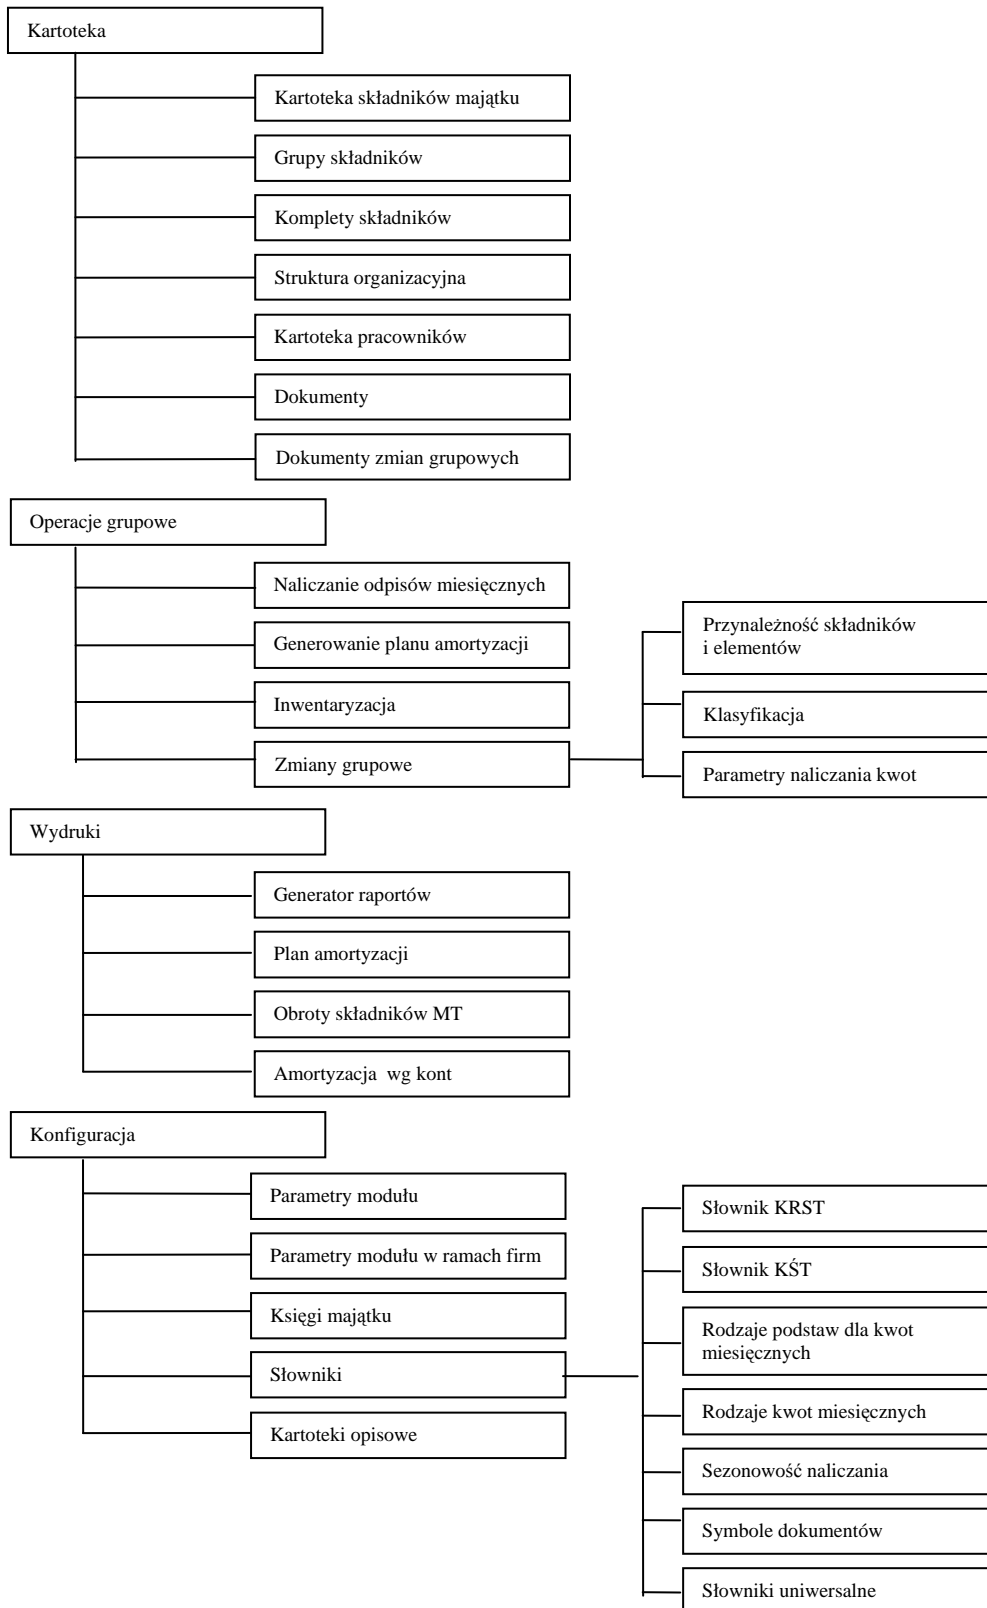 Kartoteka
Kartoteka składników majątku
Grupy składników
Komplety składników
Struktura organizacyjna
Kartoteka pracowników
Dokumenty
Dokumenty zmian grupowych
Operacje grupowe
Naliczanie odpisów miesięcznych
Generowanie planu amortyzacji
Inwentaryzacja
Zmiany grupowe
Przynależność składników
i elementów
Klasyfikacja
Parametry naliczania kwot
Wydruki
Generator raportów
Plan amortyzacji
Obroty składników MT
Amortyzacja wg kont
Konfiguracja
Parametry modułu
Parametry modułu w ramach firm
Księgi majątku
Słowniki
Kartoteki opisowe
Słownik KRST
Słownik KŚT
Rodzaje podstaw dla kwot
miesięcznych
Rodzaje kwot miesięcznych
Sezonowość naliczania
Symbole dokumentów
Słowniki uniwersalne